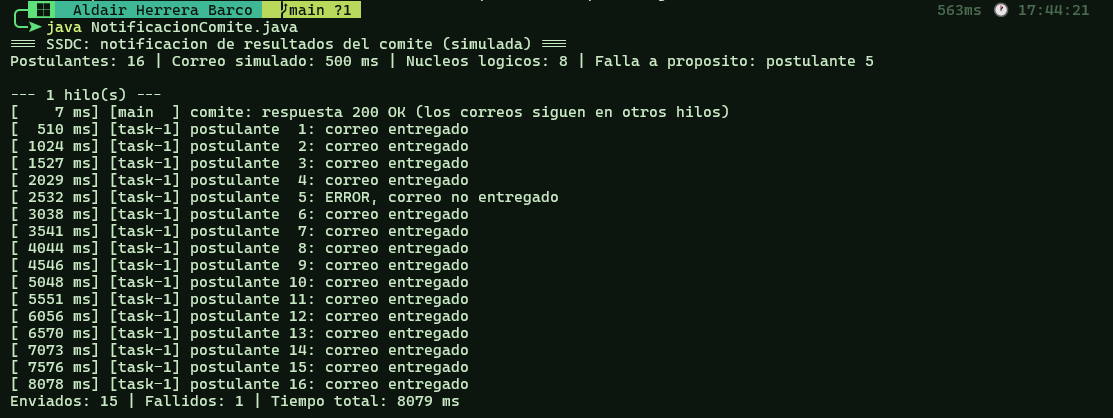 Aldair Herrera Barco main ?1 563ms 17:44:21
java NotificacionComite.java
=== SSDC: notificacion de resultados del comite (simulada) ===
Postulantes: 16 | Correo simulado: 500 ms | Nucleos logicos: 8 | Falla a proposito: postulante 5
--- 1 hilo(s) ---
[    7 ms] [main  ] comite: respuesta 200 OK (los correos siguen en otros hilos)
[  510 ms] [task-1] postulante  1: correo entregado
[ 1024 ms] [task-1] postulante  2: correo entregado
[ 1527 ms] [task-1] postulante  3: correo entregado
[ 2029 ms] [task-1] postulante  4: correo entregado
[ 2532 ms] [task-1] postulante  5: ERROR, correo no entregado
[ 3038 ms] [task-1] postulante  6: correo entregado
[ 3541 ms] [task-1] postulante  7: correo entregado
[ 4044 ms] [task-1] postulante  8: correo entregado
[ 4546 ms] [task-1] postulante  9: correo entregado
[ 5048 ms] [task-1] postulante 10: correo entregado
[ 5551 ms] [task-1] postulante 11: correo entregado
[ 6056 ms] [task-1] postulante 12: correo entregado
[ 6570 ms] [task-1] postulante 13: correo entregado
[ 7073 ms] [task-1] postulante 14: correo entregado
[ 7576 ms] [task-1] postulante 15: correo entregado
[ 8078 ms] [task-1] postulante 16: correo entregado
Enviados: 15 | Fallidos: 1 | Tiempo total: 8079 ms